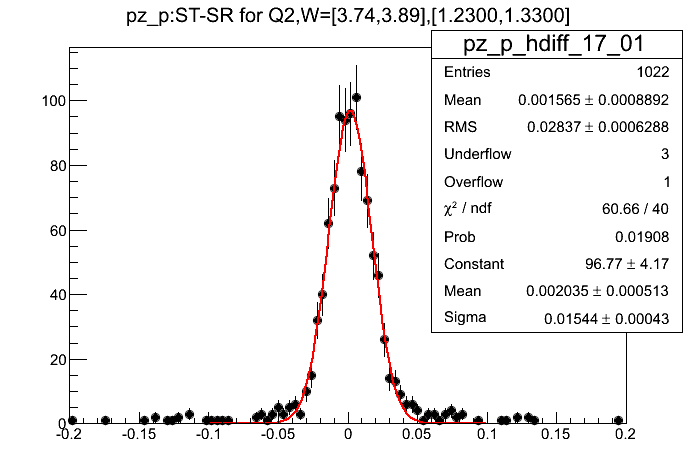 pz_p:ST-SR for Q2,W=[3.74,3.89],[1.2300,1.3300]
pz_p_hdiff_17_01
Entries 1022
Mean 0.001565 ± 0.0008892
RMS 0.02837 ± 0.0006288
Underflow 3
Overflow 1
χ² / ndf 60.66 / 40
Prob 0.01908
Constant 96.77 ± 4.17
Mean 0.002035 ± 0.000513
Sigma 0.01544 ± 0.00043
100
80
60
40
20
0
-0.2 -0.15 -0.1 -0.05 0 0.05 0.1 0.15 0.2